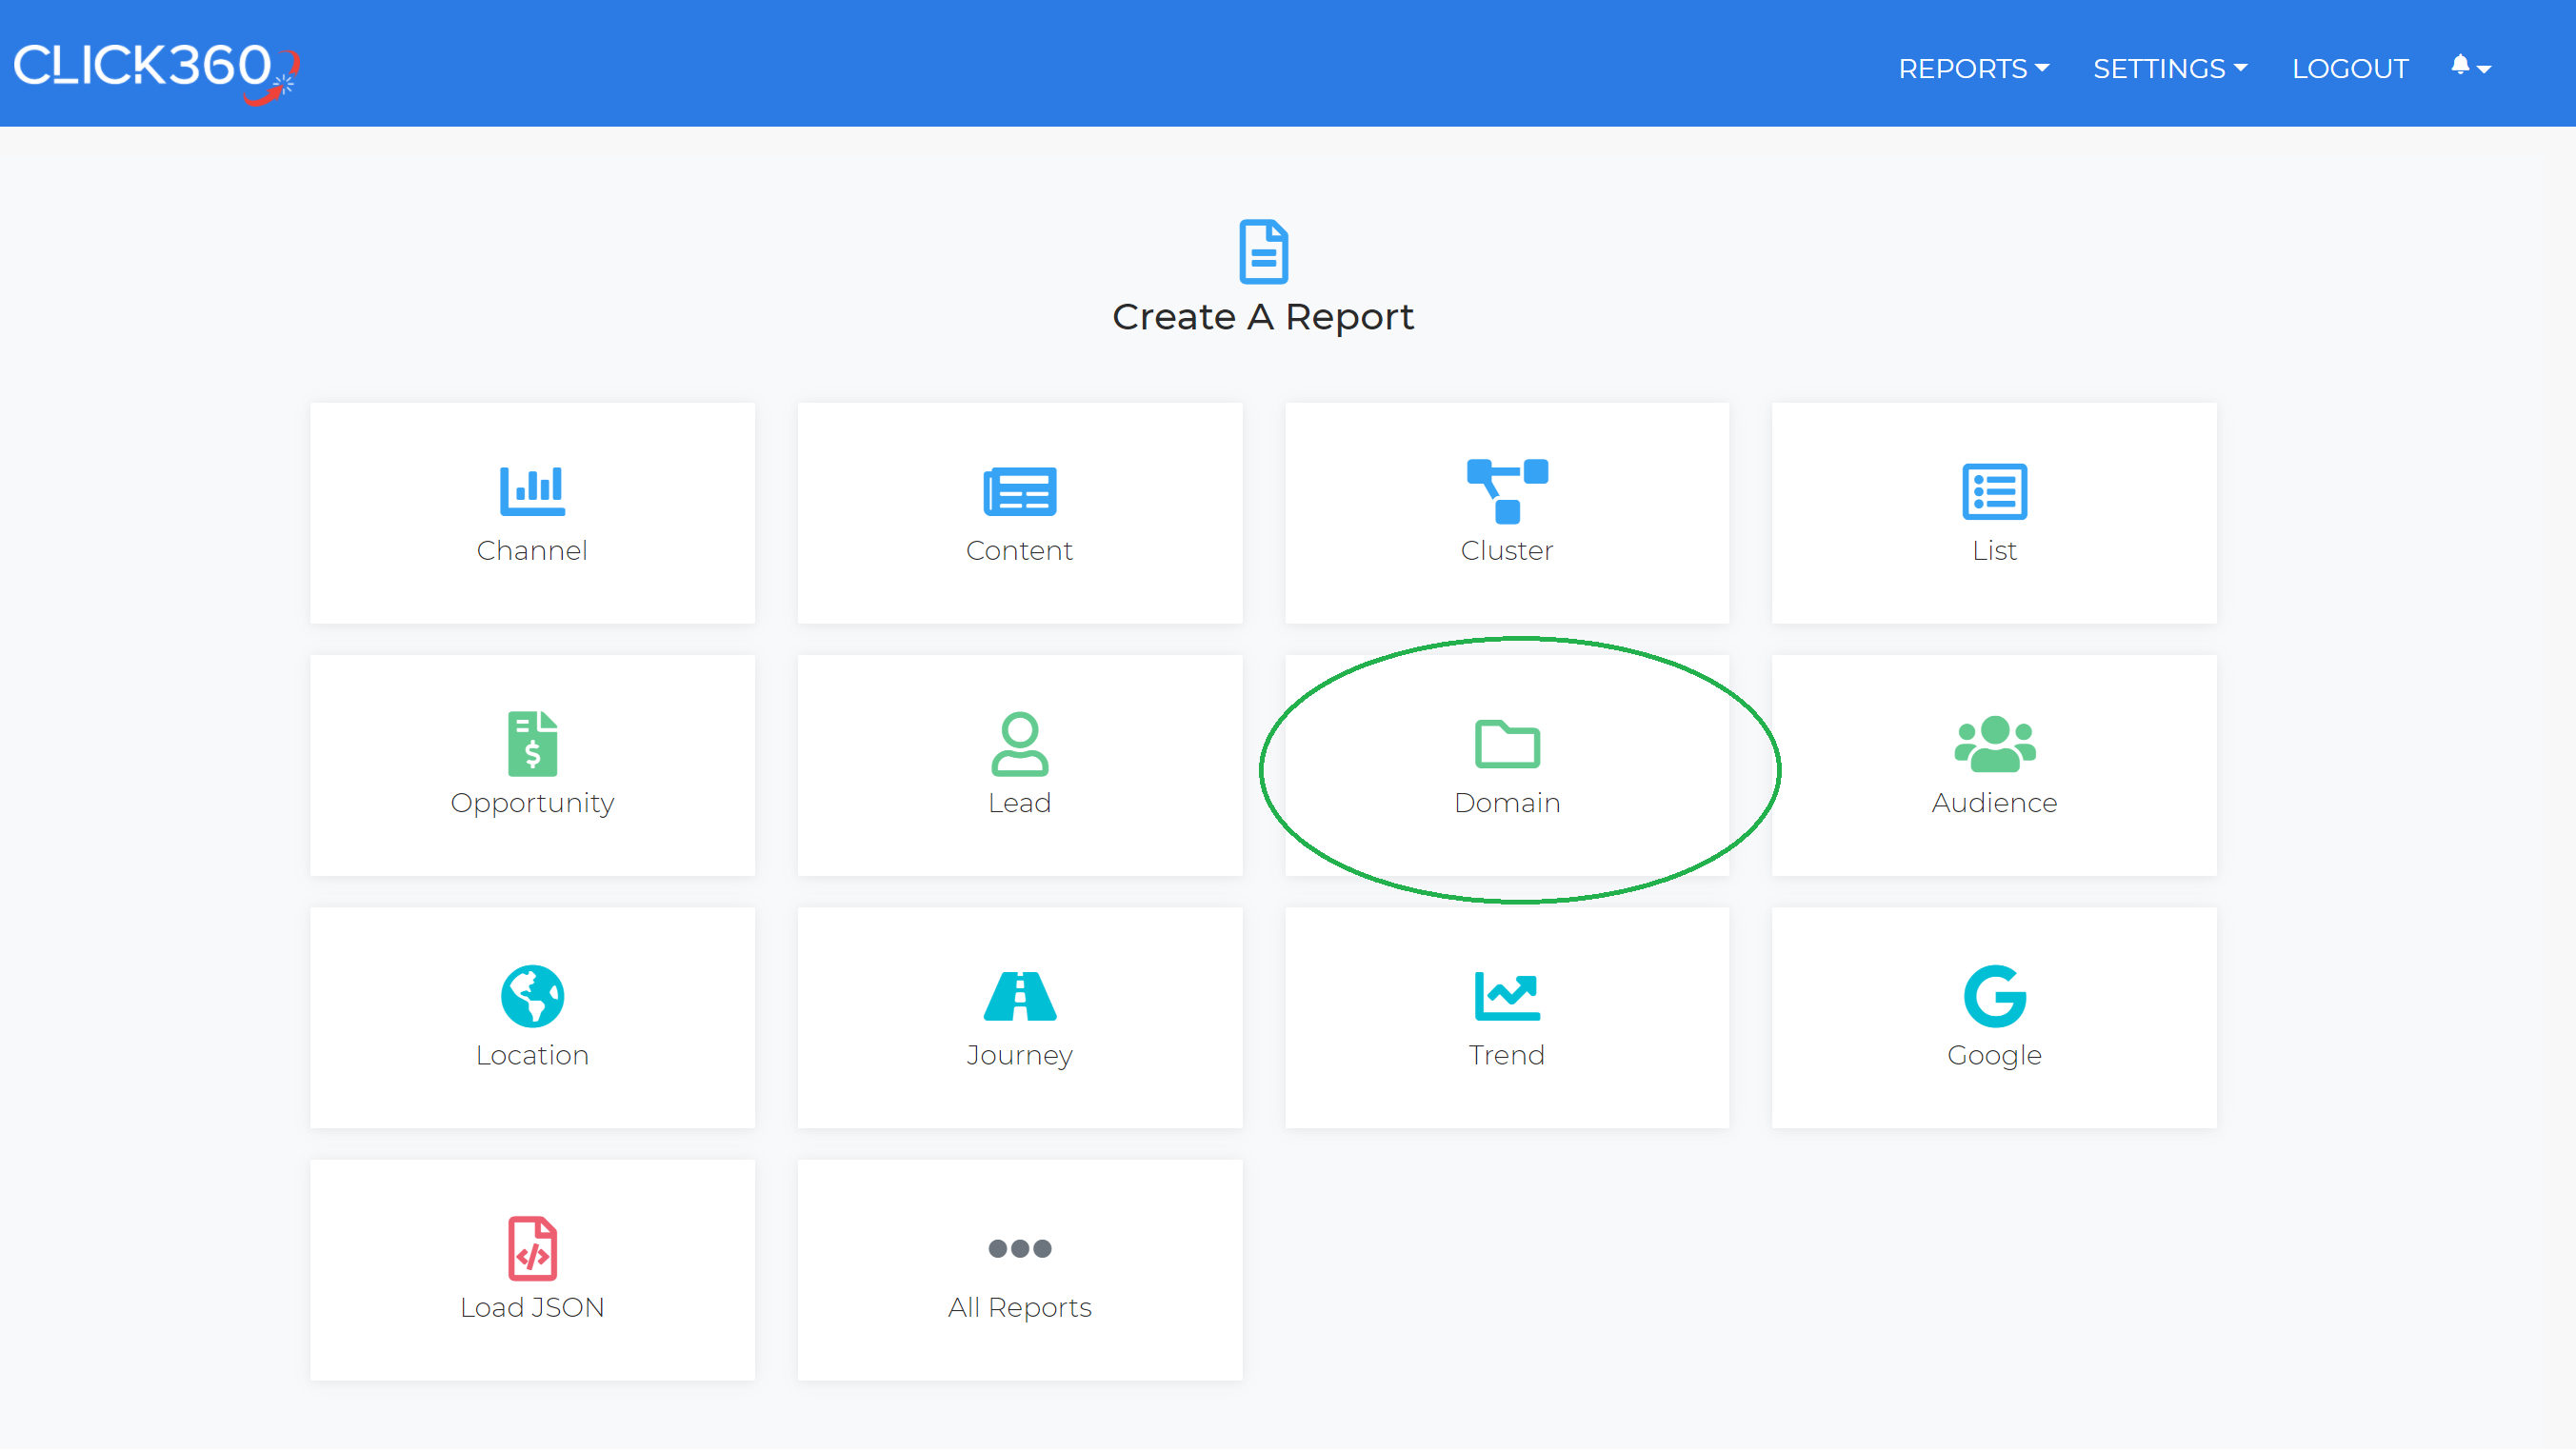 CLICK360
REPORTS SETTINGS LOGOUT
Create A Report
Channel Content Cluster List
Opportunity Lead Domain Audience
Location Journey Trend Google
Load JSON All Reports